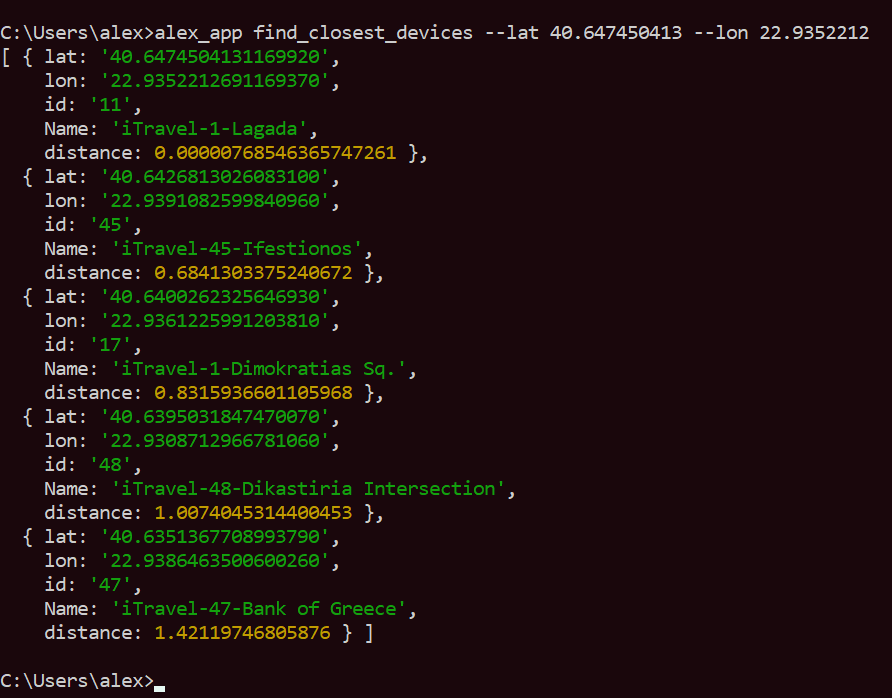 C:\Users\alex>alex_app find_closest_devices --lat 40.647450413 --lon 22.9352212
[ { lat: '40.6474504131169920',
lon: '22.9352212691169370',
id: '11',
Name: 'iTravel-1-Lagada',
distance: 0.00000768546365747261 },
{ lat: '40.6426813026083100',
lon: '22.9391082599840960',
id: '45',
Name: 'iTravel-45-Ifestionos',
distance: 0.6841303375240672 },
{ lat: '40.6400262325646930',
lon: '22.9361225991203810',
id: '17',
Name: 'iTravel-1-Dimokratias Sq.',
distance: 0.8315936601105968 },
{ lat: '40.6395031847470070',
lon: '22.9308712966781060',
id: '48',
Name: 'iTravel-48-Dikastiria Intersection',
distance: 1.0074045314400453 },
{ lat: '40.6351367708993790',
lon: '22.9386463500600260',
id: '47',
Name: 'iTravel-47-Bank of Greece',
distance: 1.42119746805876 } ]
C:\Users\alex>